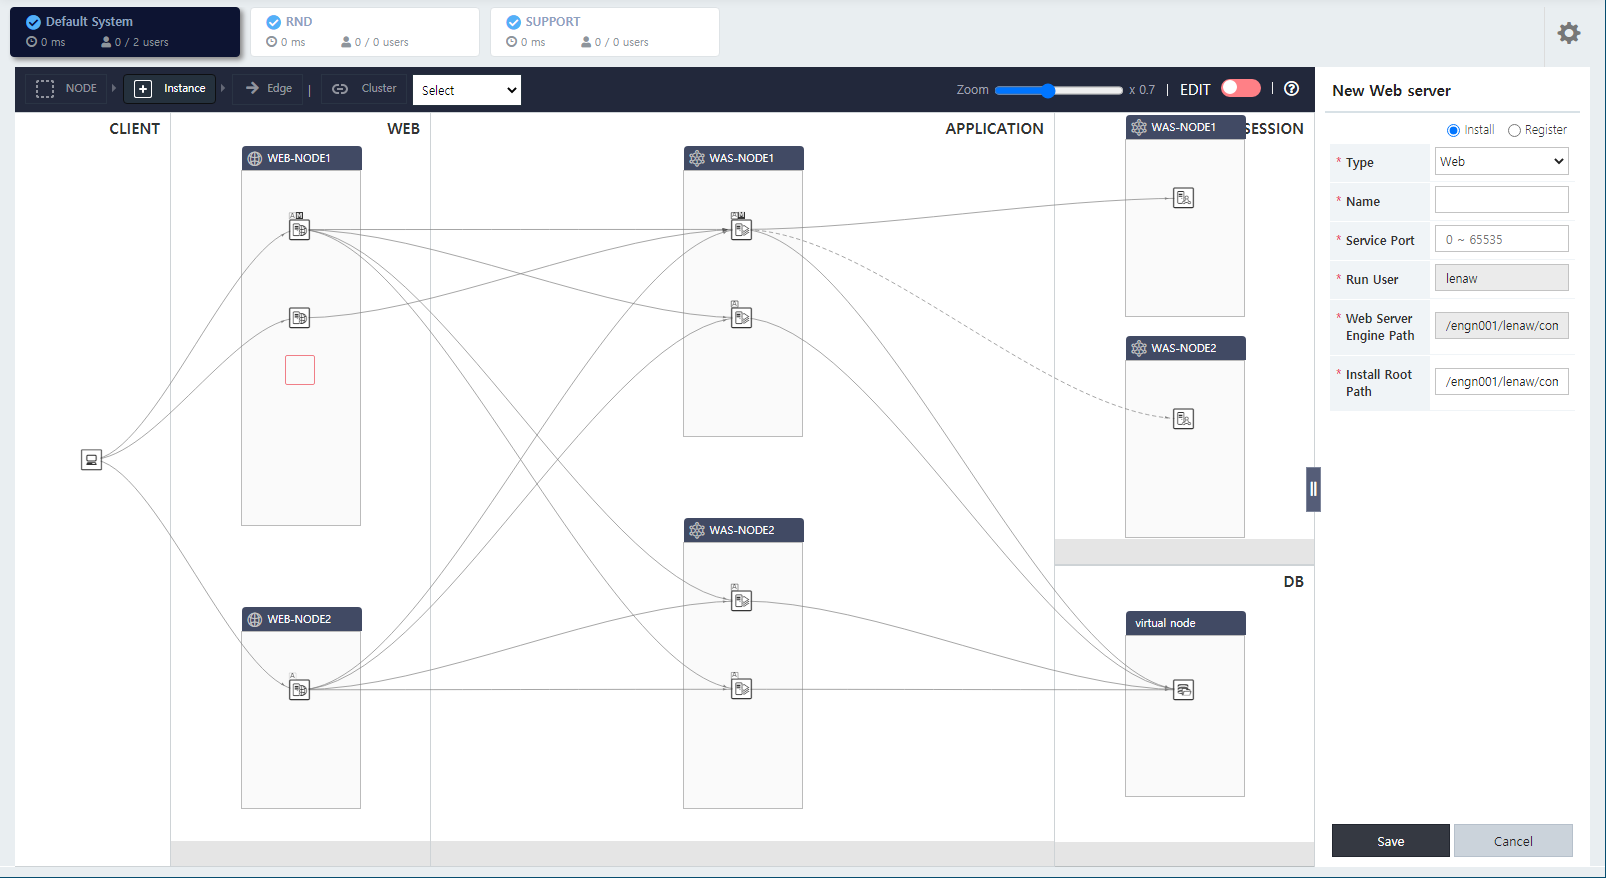 Default System
0 ms 0 / 2 users
RND
0 ms 0 / 0 users
SUPPORT
0 ms 0 / 0 users
NODE Instance Edge | Cluster Select Zoom x 0.7 | EDIT |
CLIENT
WEB
APPLICATION
SESSION
WEB-NODE1
WAS-NODE1
WAS-NODE1
WAS-NODE2
WAS-NODE2
WEB-NODE2
DB
virtual node
New Web server
Install Register
* Type Web
* Name
* Service Port 0 ~ 65535
* Run User lenaw
* Web Server
Engine Path /engn001/lenaw/con
* Install Root
Path /engn001/lenaw/con
Save Cancel